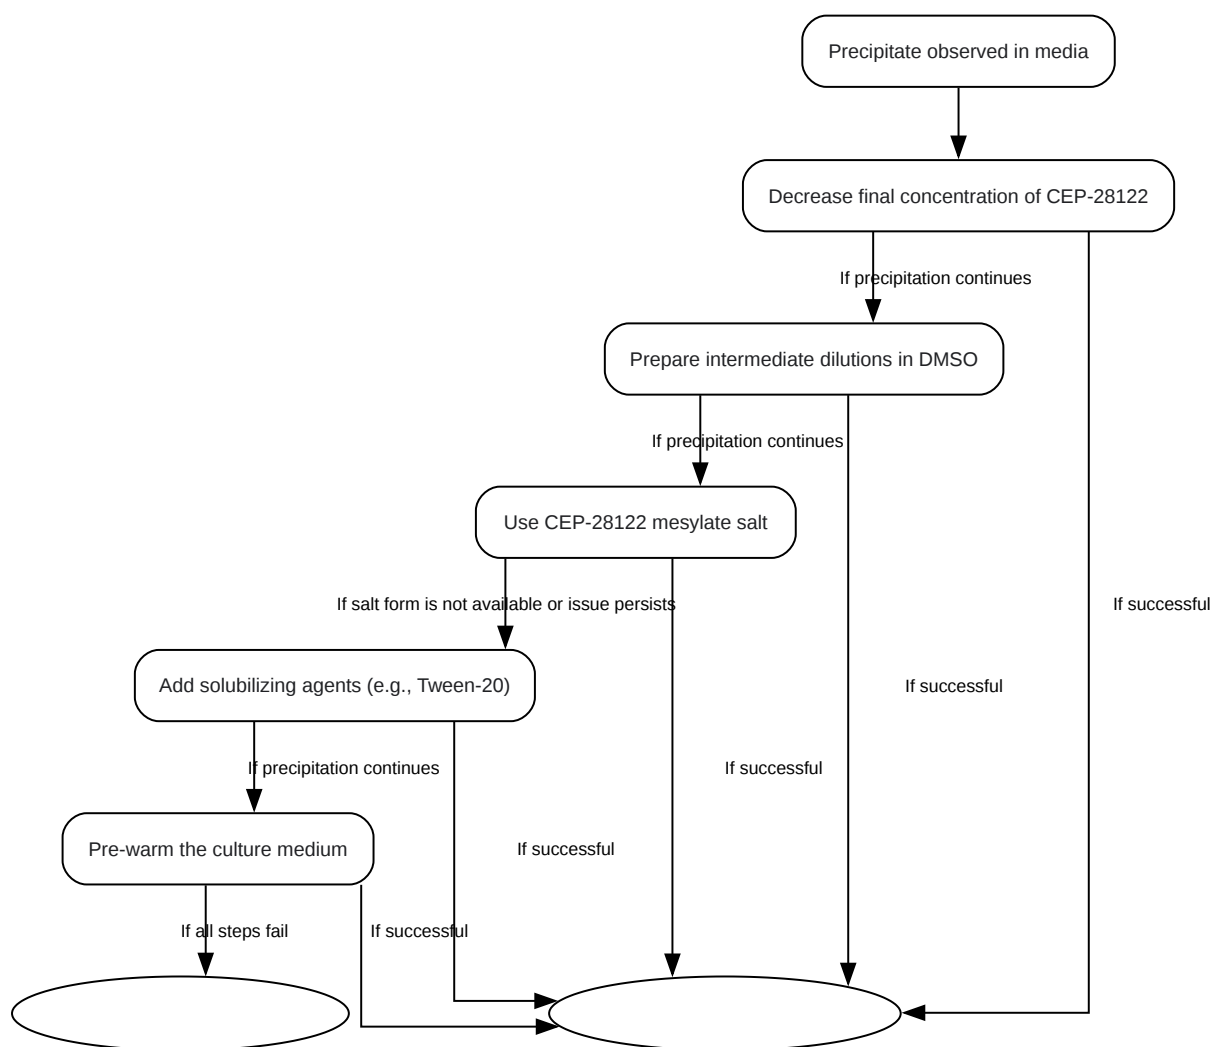 Precipitate observed in media
Decrease final concentration of CEP-28122
If precipitation continues
Prepare intermediate dilutions in DMSO
If precipitation continues
Use CEP-28122 mesylate salt
If salt form is not available or issue persists
If successful
Add solubilizing agents (e.g., Tween-20)
If successful
If precipitation continues
If successful
Pre-warm the culture medium
If successful
If all steps fail
If successful